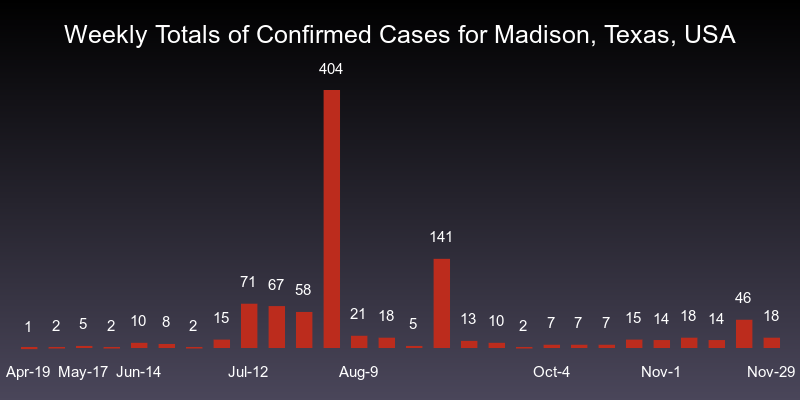 Weekly Totals of Confirmed Cases for Madison, Texas, USA
404
141
71 67 58
46
1 2 5 2 10 8 2 15 21 18 5 13 10 2 7 7 7 15 14 18 14 18
Apr-19 May-17 Jun-14 Jul-12 Aug-9 Oct-4 Nov-1 Nov-29